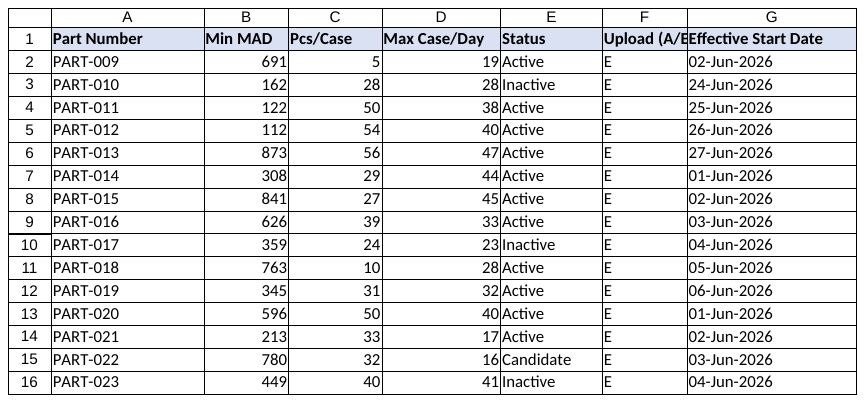 A B C D E F G
1 Part Number Min MAD Pcs/Case Max Case/Day Status Upload (A/E Effective Start Date
2 PART-009 691 5 19 Active E 02-Jun-2026
3 PART-010 162 28 28 Inactive E 24-Jun-2026
4 PART-011 122 50 38 Active E 25-Jun-2026
5 PART-012 112 54 40 Active E 26-Jun-2026
6 PART-013 873 56 47 Active E 27-Jun-2026
7 PART-014 308 29 44 Active E 01-Jun-2026
8 PART-015 841 27 45 Active E 02-Jun-2026
9 PART-016 626 39 33 Active E 03-Jun-2026
10 PART-017 359 24 23 Inactive E 04-Jun-2026
11 PART-018 763 10 28 Active E 05-Jun-2026
12 PART-019 345 31 32 Active E 06-Jun-2026
13 PART-020 596 50 40 Active E 01-Jun-2026
14 PART-021 213 33 17 Active E 02-Jun-2026
15 PART-022 780 32 16 Candidate E 03-Jun-2026
16 PART-023 449 40 41 Inactive E 04-Jun-2026